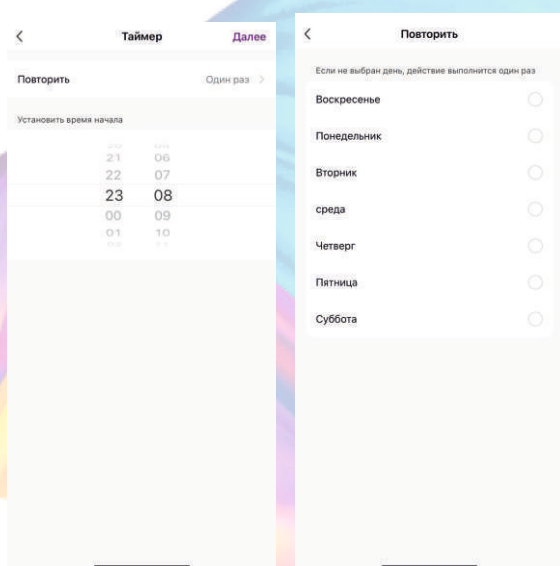 Таймер
Далее
Повторить
Один раз
Установить время начала
21 06
22 07
23 08
00 09
01 10
Повторить
Если не выбран день, действие выполнится один раз
Воскресенье
Понедельник
Вторник
среда
Четверг
Пятница
Суббота